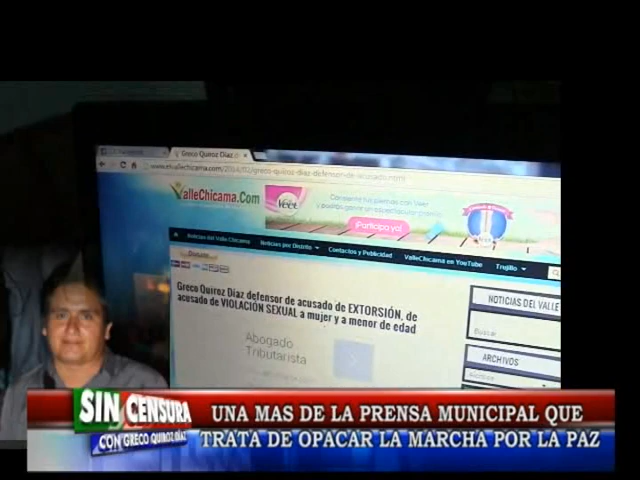 Greco Quiroz Diaz d
ValleChicama.Com
Veet
¡Participa ya!
Noticias del Valle Chicama
Noticias por Distrito
Contactos y Publicidad
ValleChicama en YouTube
Trujillo
Greco Quiroz Diaz defensor de acusado de EXTORSIÓN, de
acusado de VIOLACIÓN SEXUAL a mujer y a menor de edad
Abogado
Tributarista
NOTICIAS DEL VALLE
Buscar
ARCHIVOS
SIN CENSURA
CON GRECO QUIROZ DÍAZ
UNA MAS DE LA PRENSA MUNICIPAL QUE
TRATA DE OPACAR LA MARCHA POR LA PAZ